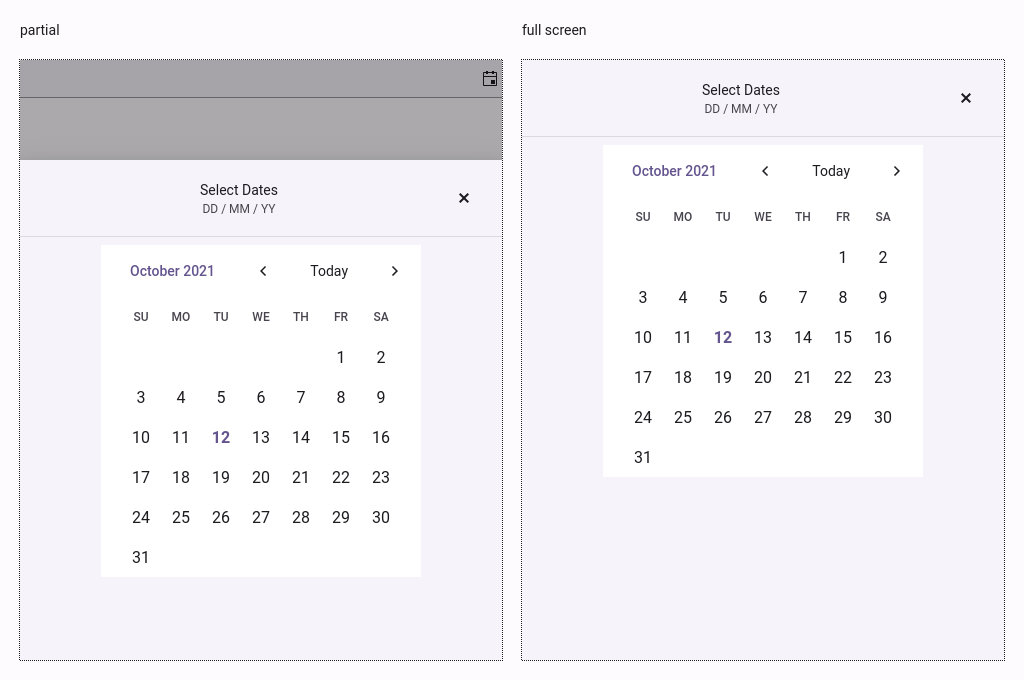 partial
Select Dates
DD / MM / YY
October 2021 Today
SU MO TU WE TH FR SA
1 2
3 4 5 6 7 8 9
10 11 12 13 14 15 16
17 18 19 20 21 22 23
24 25 26 27 28 29 30
31
full screen
Select Dates
DD / MM / YY
October 2021 Today
SU MO TU WE TH FR SA
1 2
3 4 5 6 7 8 9
10 11 12 13 14 15 16
17 18 19 20 21 22 23
24 25 26 27 28 29 30
31